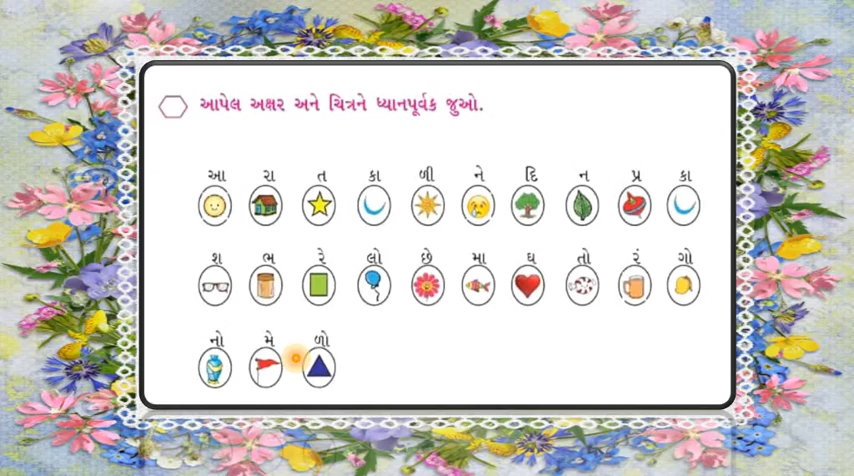 આપેલ અક્ષર અને ચિત્રને ધ્યાનપૂર્વક જુઓ.
આ રા ત કા ળી ને દિ ન પ્ર કા
શ ભ રે લો છે મા ઘ તો રં ગો
નો મે ળો